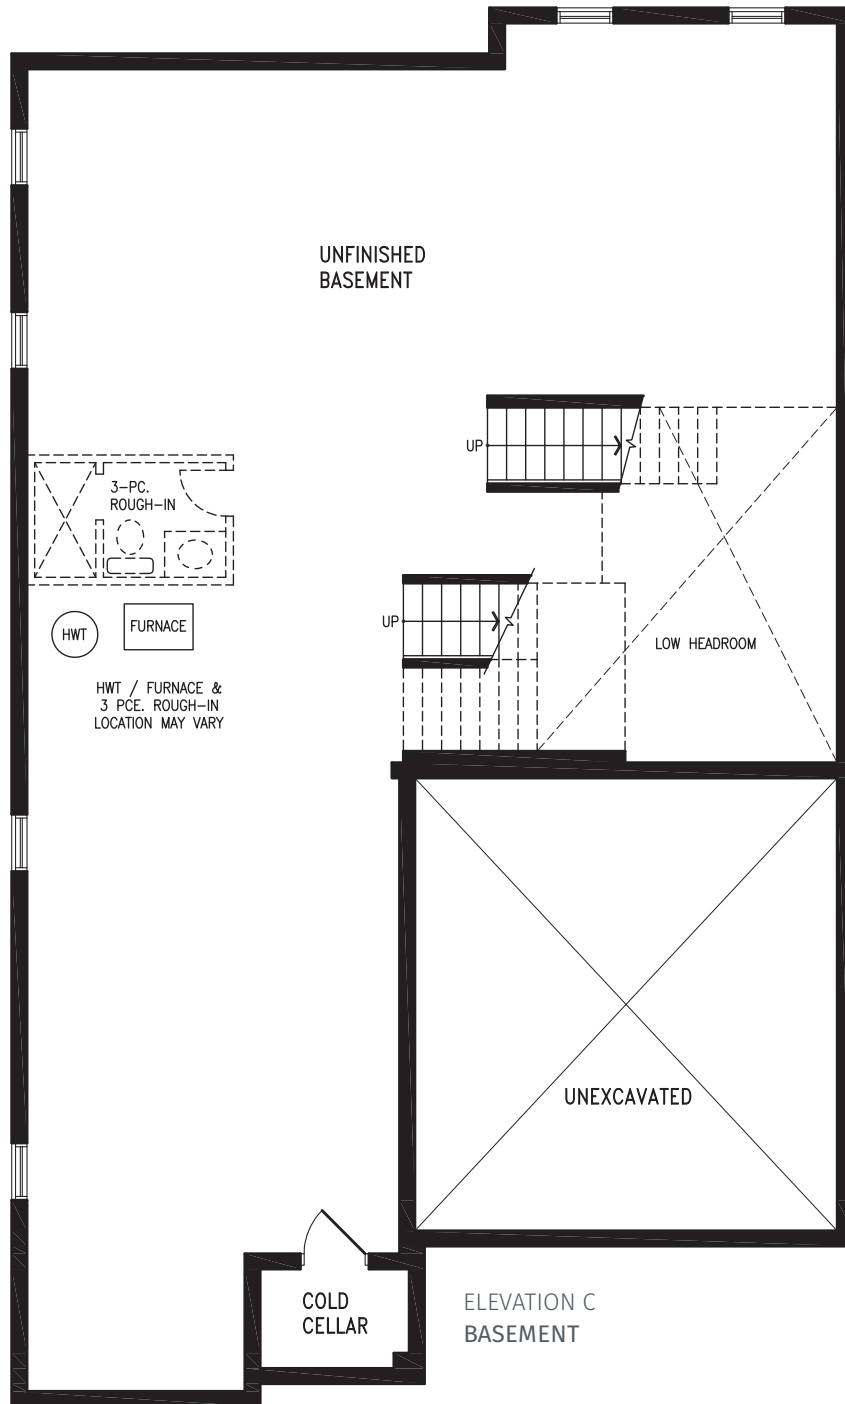 UNFINISHED
BASEMENT
UP
3-PC.
ROUGH-IN
UP
HWT
FURNACE
LOW HEADROOM
HWT / FURNACE &
3 PCE. ROUGH-IN
LOCATION MAY VARY
UNEXCAVATED
COLD
CELLAR
ELEVATION C
BASEMENT